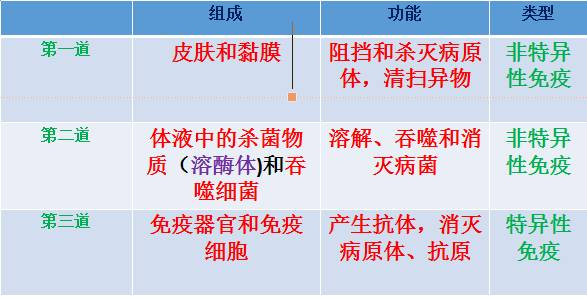 组成 功能 类型
第一道 皮肤和黏膜 阻挡和杀灭病原体，清扫异物 非特异性免疫
第二道 体液中的杀菌物质（溶酶体)和吞噬细菌 溶解、吞噬和消灭病菌 非特异性免疫
第三道 免疫器官和免疫细胞 产生抗体，消灭病原体、抗原 特异性免疫